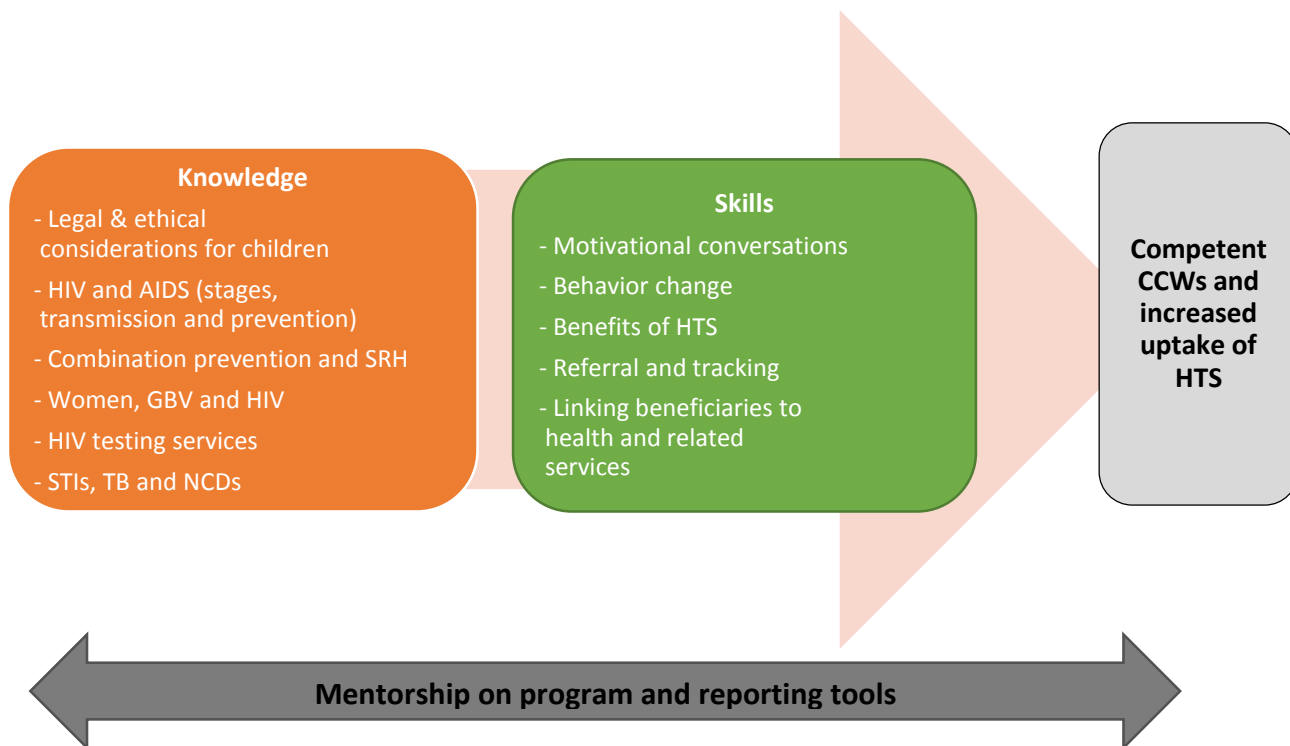 Knowledge
- Legal & ethical
considerations for children
- HIV and AIDS (stages,
transmission and prevention)
- Combination prevention and SRH
- Women, GBV and HIV
- HIV testing services
- STIs, TB and NCDs
Skills
- Motivational conversations
- Behavior change
- Benefits of HTS
- Referral and tracking
- Linking beneficiaries to
health and related
services
Competent
CCWs and
increased
uptake of
HTS
Mentorship on program and reporting tools